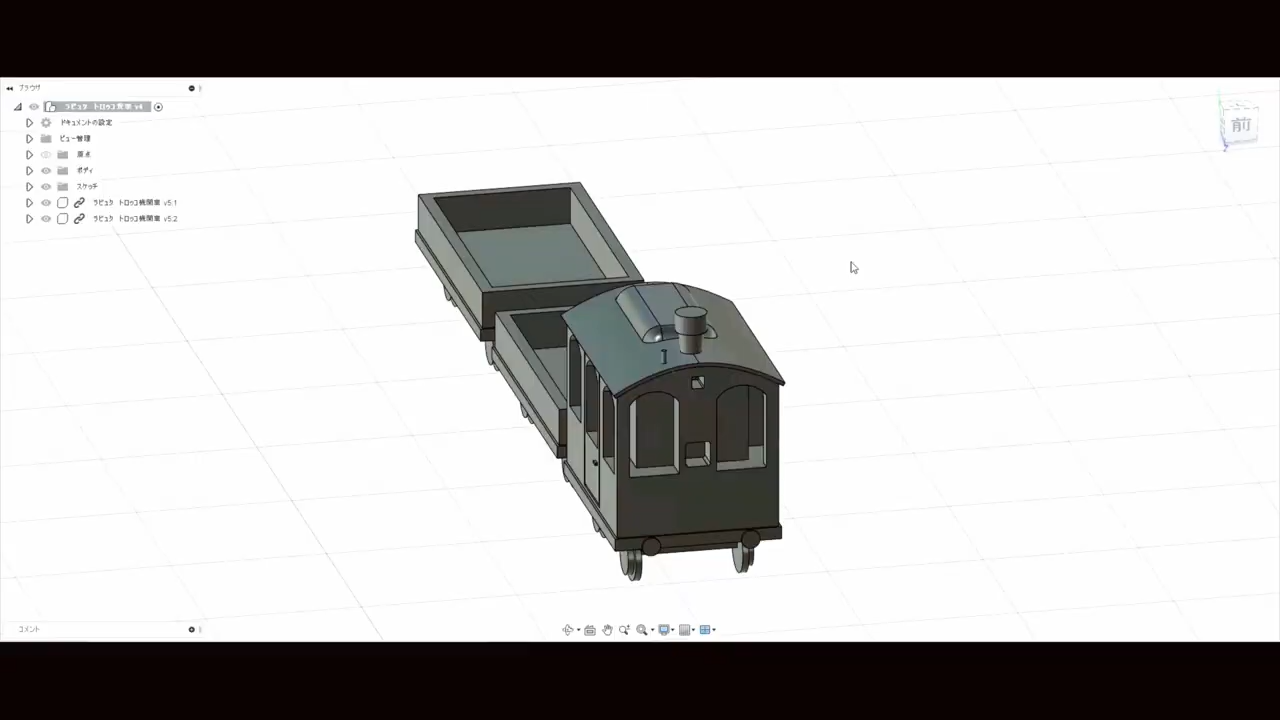 ブラウザ
ラピュタ トロッコ貨車 v4
ドキュメントの設定
ビュー管理
原点
ボディ
スケッチ
ラピュタ トロッコ機関車 v5:1
ラピュタ トロッコ機関車 v5:2
前
コメント